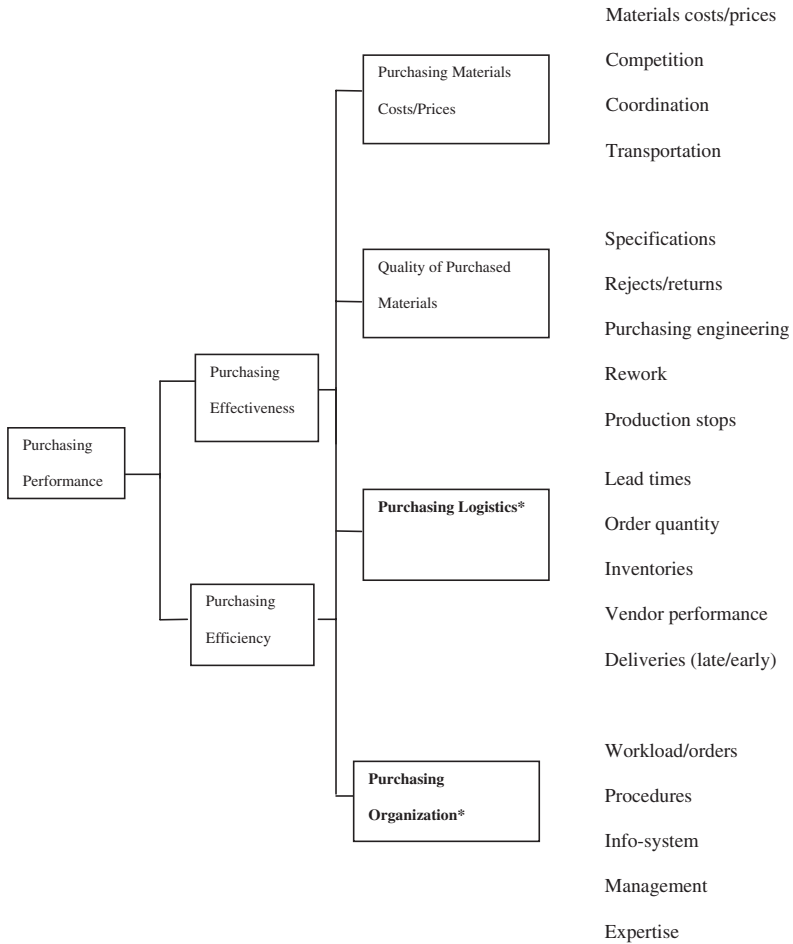 Materials costs/prices
Purchasing Materials
Costs/Prices
Competition
Coordination
Transportation
Quality of Purchased
Materials
Specifications
Rejects/returns
Purchasing engineering
Rework
Production stops
Purchasing
Effectiveness
Purchasing
Performance
Purchasing Logistics*
Lead times
Order quantity
Inventories
Vendor performance
Deliveries (late/early)
Purchasing
Efficiency
Purchasing
Organization*
Workload/orders
Procedures
Info-system
Management
Expertise